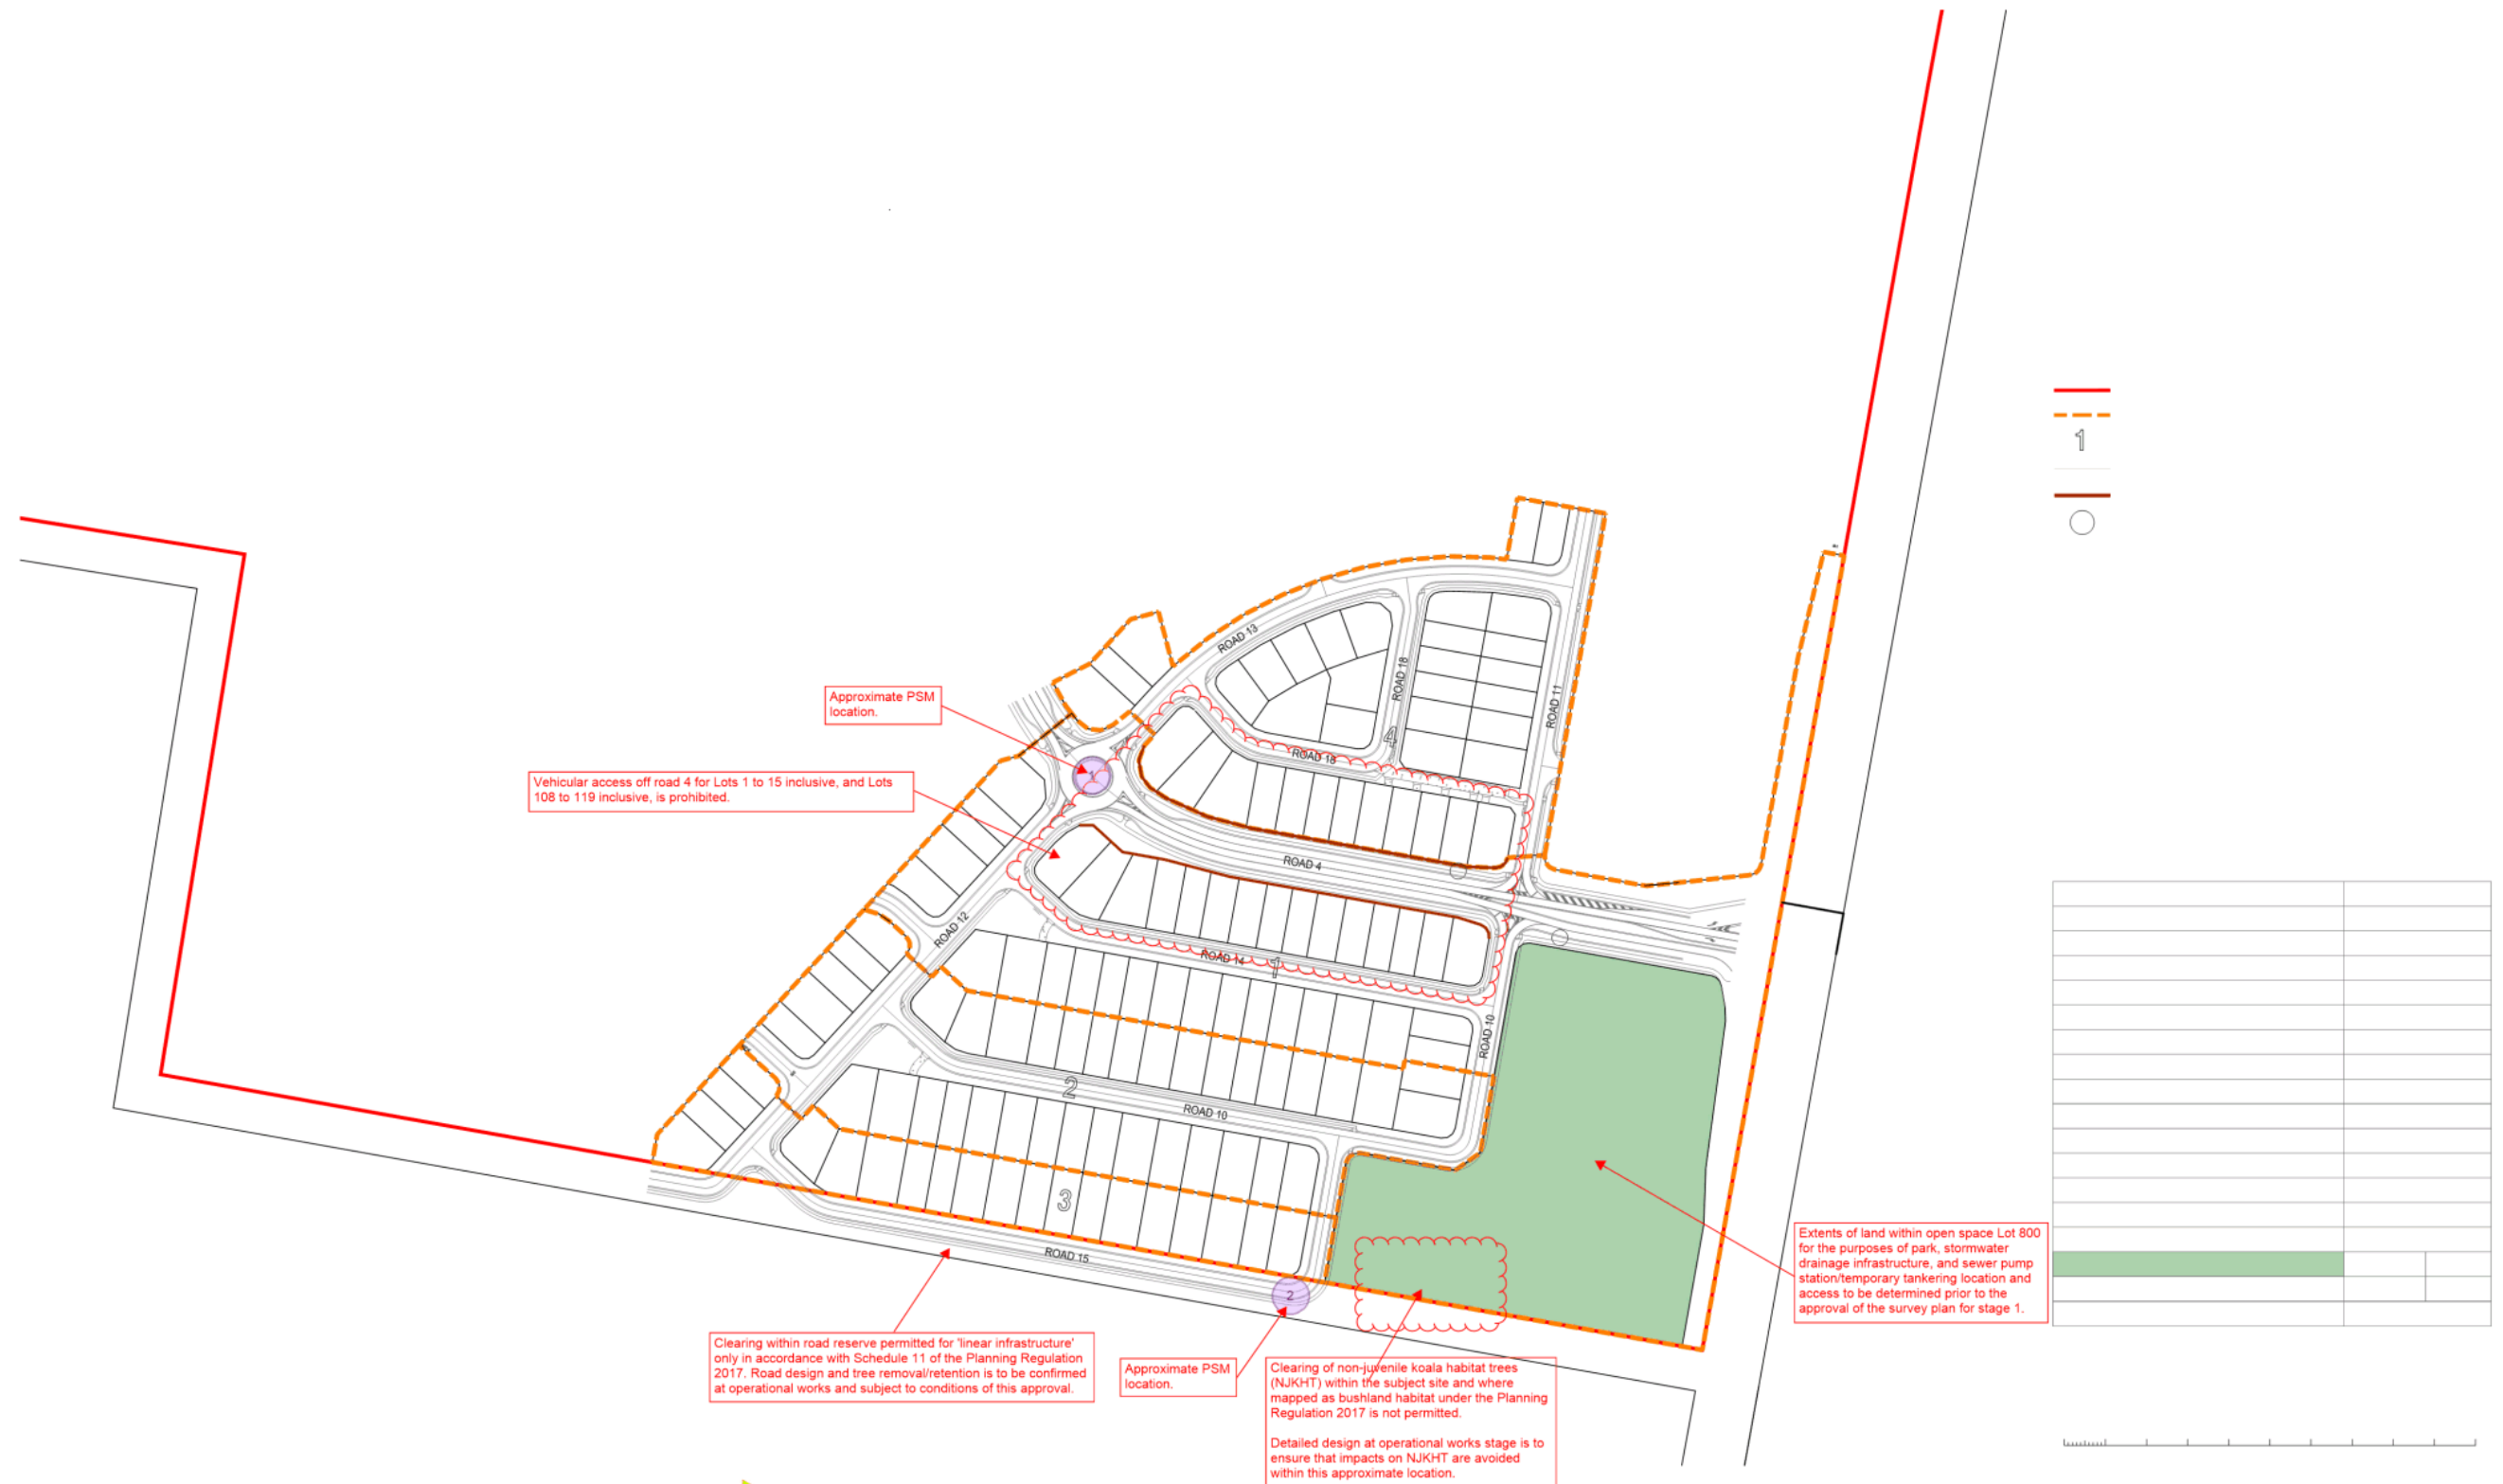 1
ROAD 13
ROAD 18
ROAD 11
Approximate PSM
location.
4
ROAD 18
1
Vehicular access off road 4 for Lots 1 to 15 inclusive, and Lots
108 to 119 inclusive, is prohibited.
ROAD 4
ROAD 12
ROAD 14
1
ROAD 10
2
ROAD 10
3
ROAD 15
2
Extents of land within open space Lot 800
for the purposes of park, stormwater
drainage infrastructure, and sewer pump
station/temporary tankering location and
access to be determined prior to the
approval of the survey plan for stage 1.
Clearing within road reserve permitted for 'linear infrastructure'
only in accordance with Schedule 11 of the Planning Regulation
2017. Road design and tree removal/retention is to be confirmed
at operational works and subject to conditions of this approval.
Approximate PSM
location.
Clearing of non-juvenile koala habitat trees
(NJKHT) within the subject site and where
mapped as bushland habitat under the Planning
Regulation 2017 is not permitted.
Detailed design at operational works stage is to
ensure that impacts on NJKHT are avoided
within this approximate location.